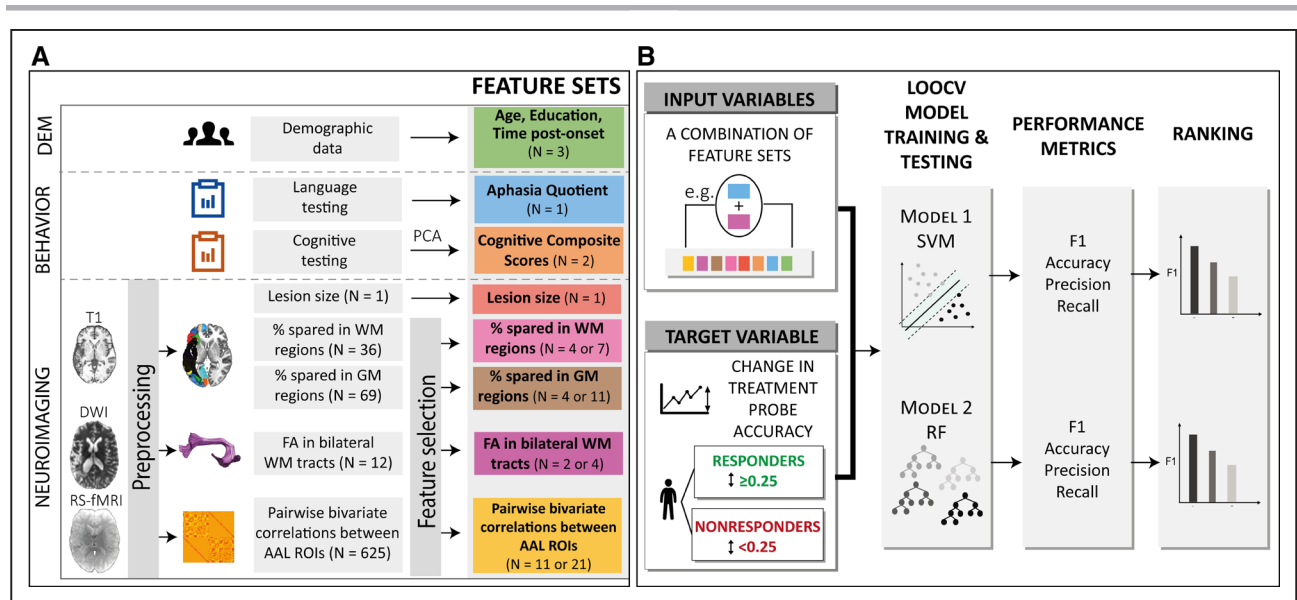 A
FEATURE SETS
DEM
Demographic
data
Age, Education,
Time post-onset
(N = 3)
BEHAVIOR
Language
testing
Aphasia Quotient
(N = 1)
Cognitive
testing
PCA
Cognitive Composite
Scores (N = 2)
NEUROIMAGING
T1
DWI
RS-fMRI
Preprocessing
Lesion size (N = 1)
Lesion size (N = 1)
% spared in WM
regions (N = 36)
% spared in WM
regions (N = 4 or 7)
% spared in GM
regions (N = 69)
% spared in GM
regions (N = 4 or 11)
Feature selection
FA in bilateral
WM tracts (N = 12)
FA in bilateral WM
tracts (N = 2 or 4)
Pairwise bivariate
correlations between
AAL ROIs (N = 625)
Pairwise bivariate
correlations between
AAL ROIs
(N = 11 or 21)
B
INPUT VARIABLES
A COMBINATION OF
FEATURE SETS
e.g.
+
TARGET VARIABLE
CHANGE IN
TREATMENT
PROBE
ACCURACY
RESPONDERS
↕ ≥0.25
NONRESPONDERS
↕ <0.25
LOOCV
MODEL
TRAINING &
TESTING
MODEL 1
SVM
MODEL 2
RF
PERFORMANCE
METRICS
F1
Accuracy
Precision
Recall
F1
Accuracy
Precision
Recall
RANKING
F1
F1